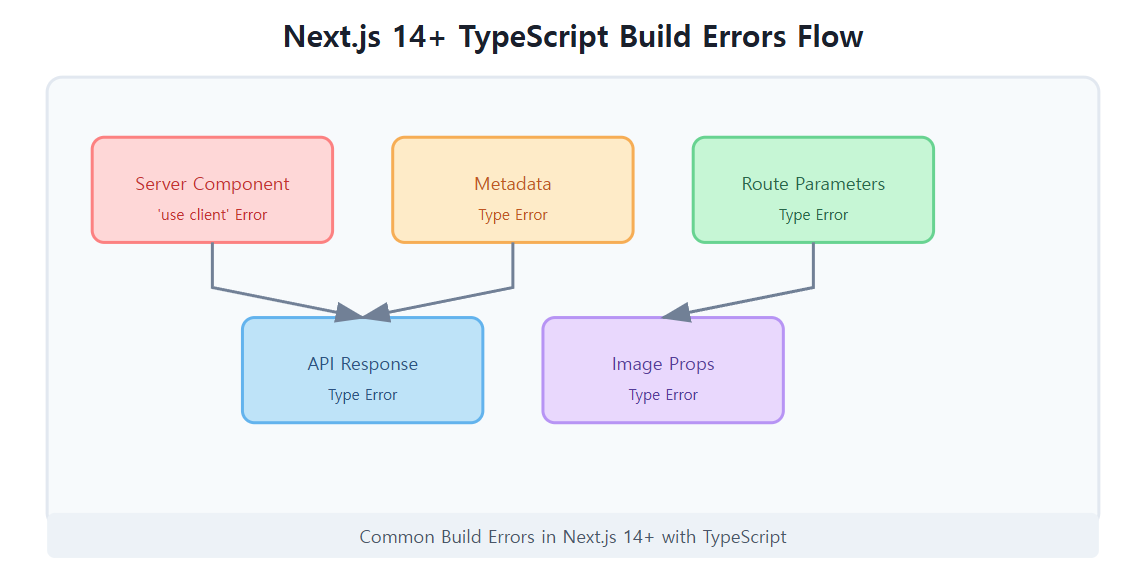 Next.js 14+ TypeScript Build Errors Flow
Server Component
'use client' Error
Metadata
Type Error
Route Parameters
Type Error
API Response
Type Error
Image Props
Type Error
Common Build Errors in Next.js 14+ with TypeScript